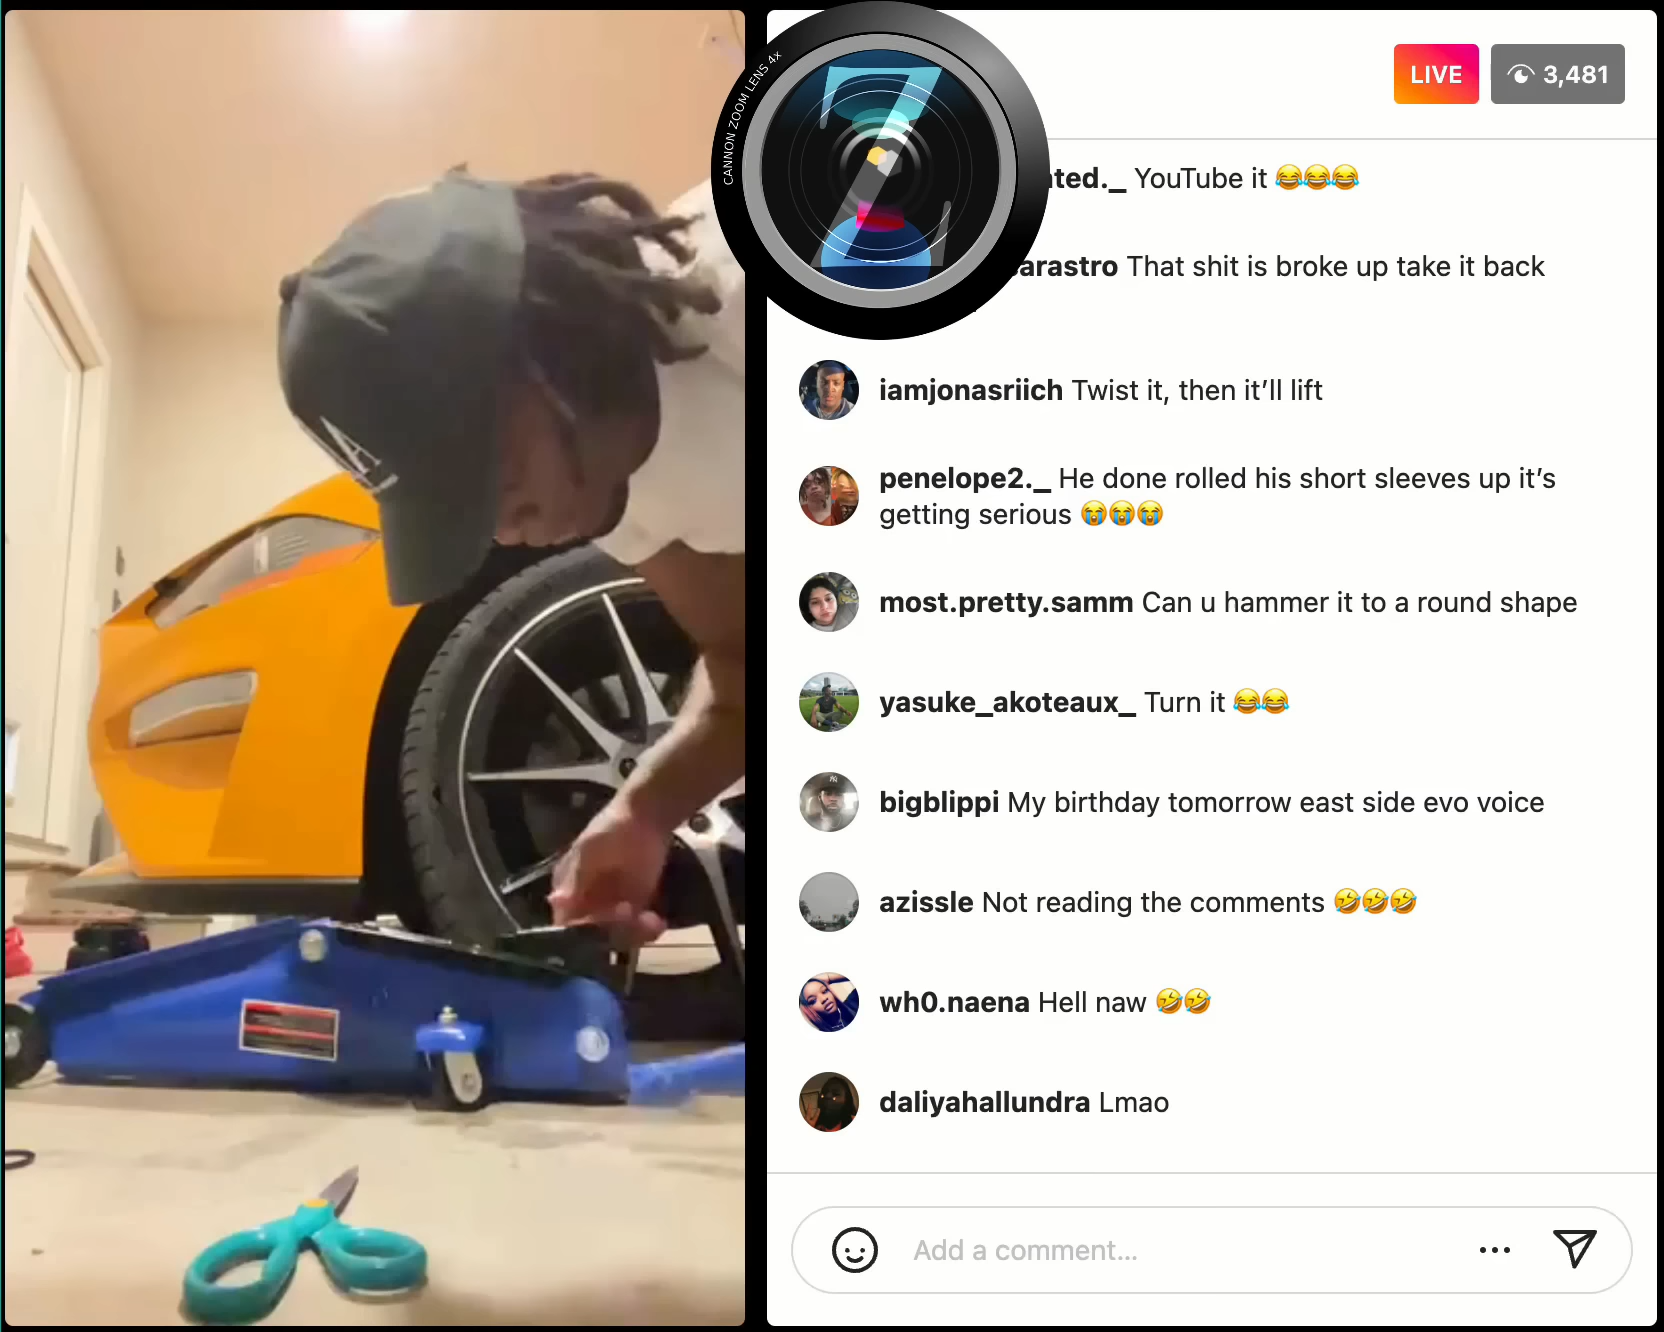 CANNON ZOOM LENS 4x
Z
LIVE
3,481
ted._ YouTube it 😂😂😂
arastro That shit is broke up take it back
iamjonasriich Twist it, then it’ll lift
penelope2._ He done rolled his short sleeves up it’s
getting serious 😭😭😭
most.pretty.samm Can u hammer it to a round shape
yasuke_akoteaux_ Turn it 😂😂
bigblippi My birthday tomorrow east side evo voice
azissle Not reading the comments 🤣🤣🤣
wh0.naena Hell naw 🤣🤣
daliyahallundra Lmao
Add a comment...